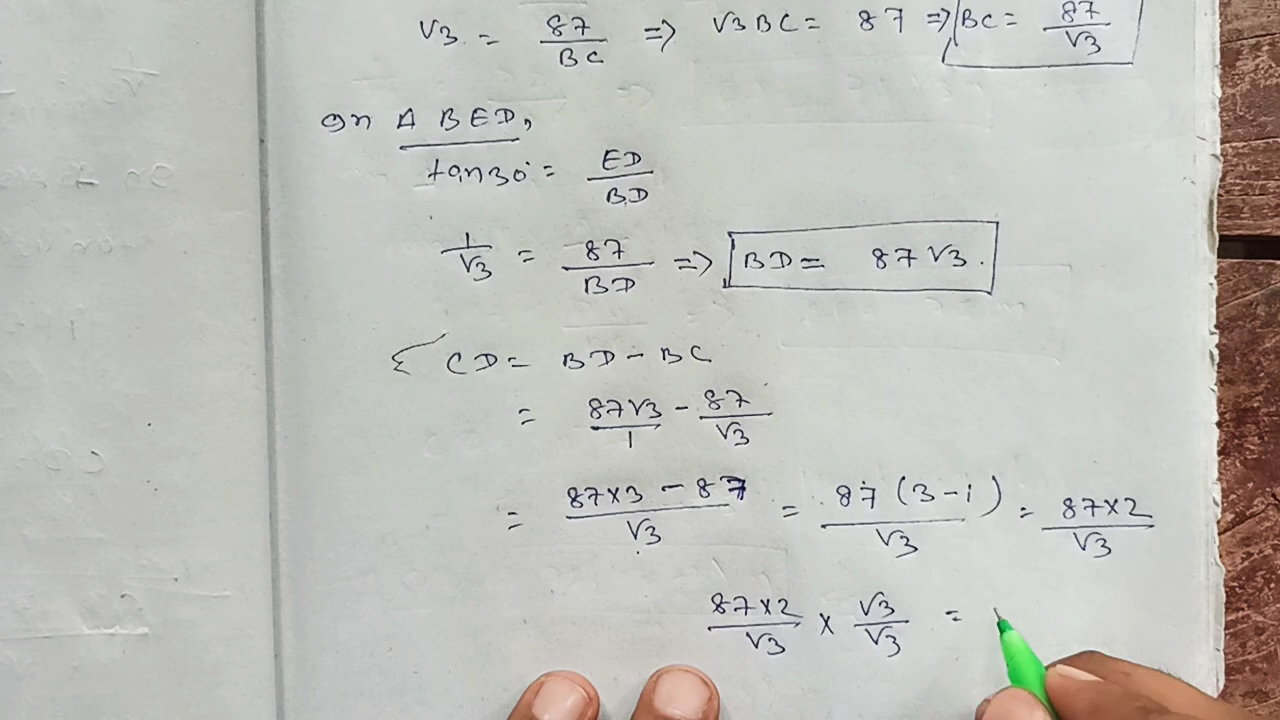 √3 = 87/BC ⇒ √3 BC = 87 ⇒ BC = 87/√3
In Δ BED,
tan30° = ED/BD
1/√3 = 87/BD ⇒ BD = 87√3.
CD = BD - BC
= 87√3/1 - 87/√3
= 87×3 - 87/√3 = 87(3-1)/√3 = 87×2/√3
87×2/√3 × √3/√3 =